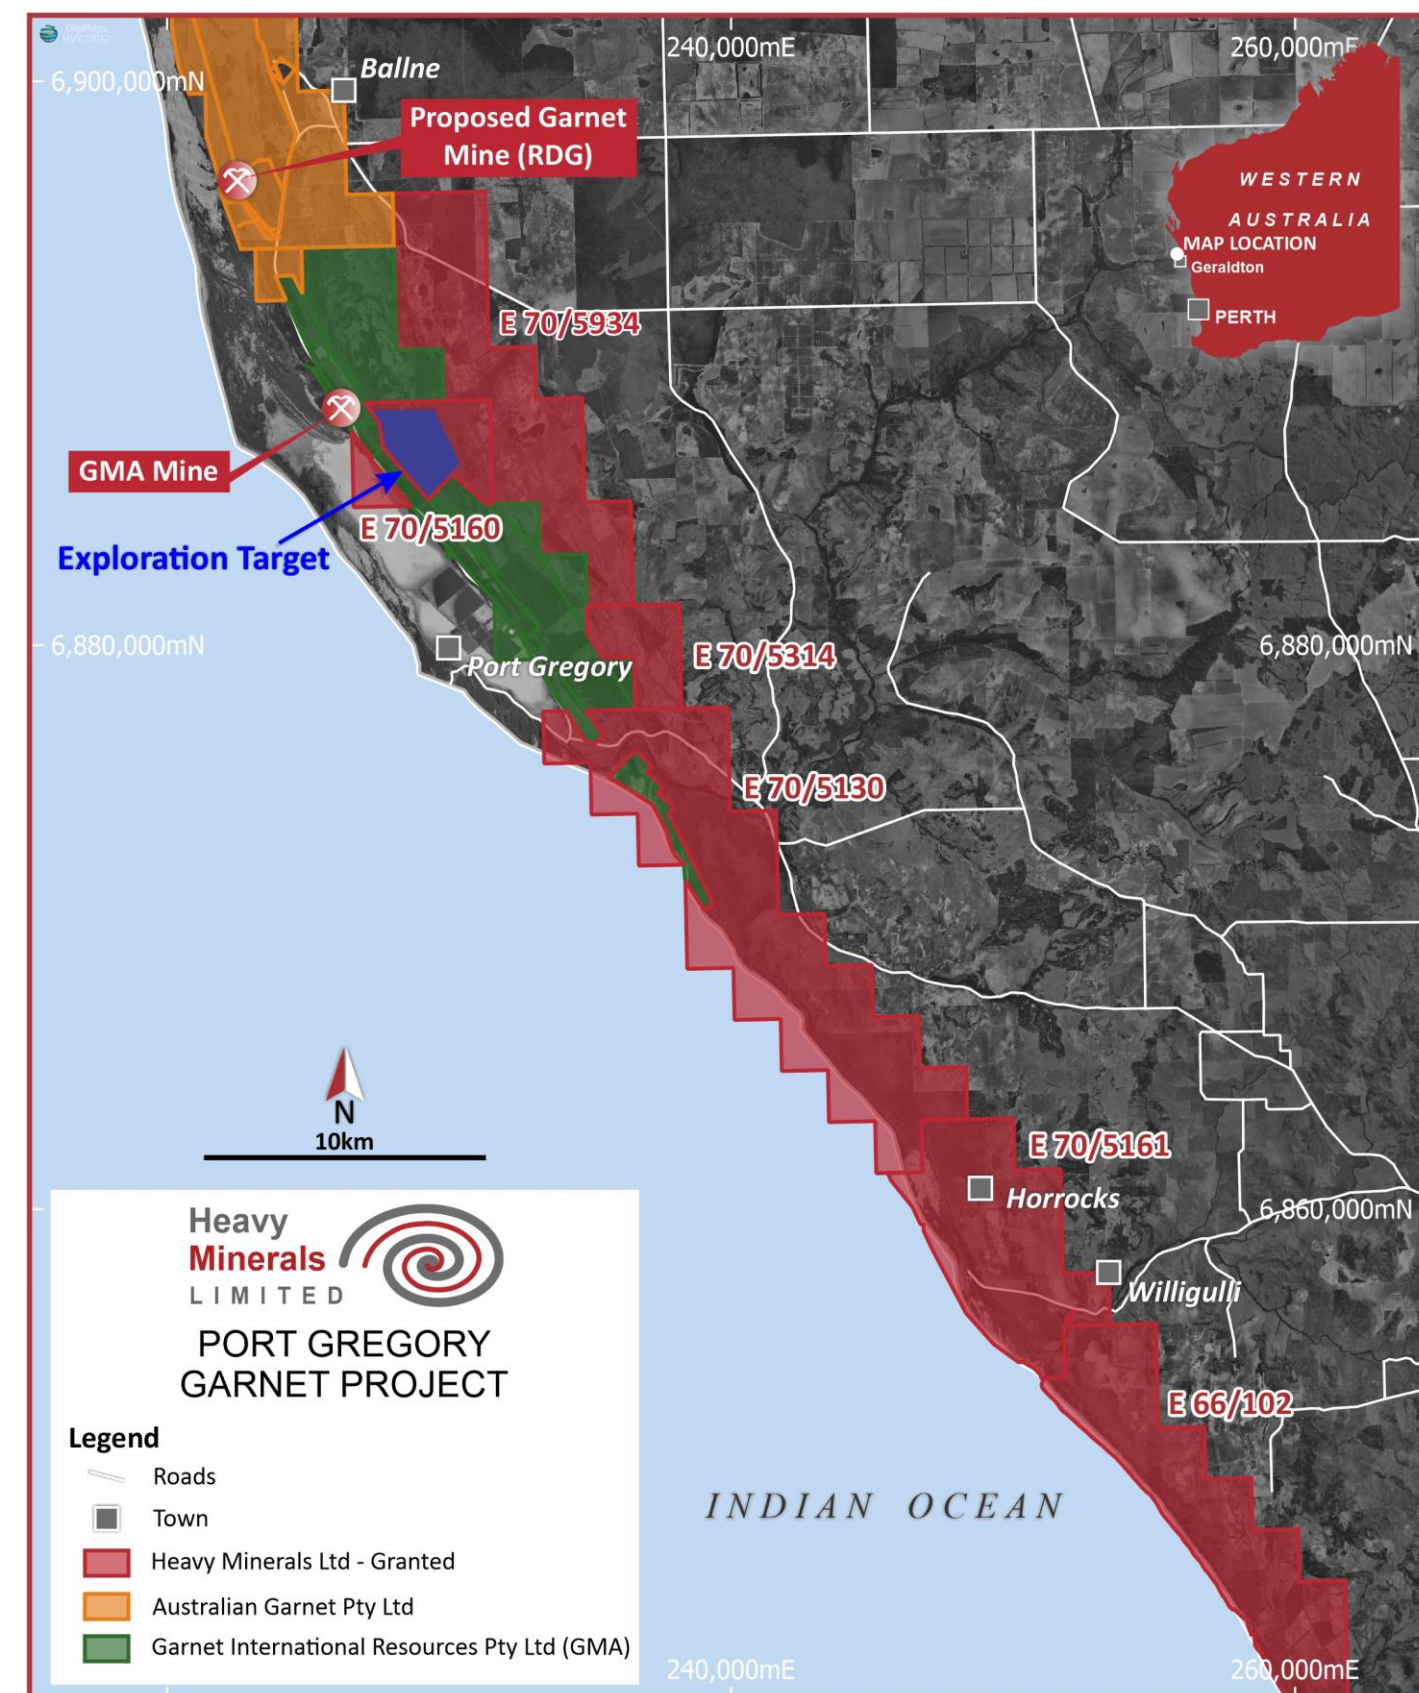 DigiMaps
HVY21012
240,000mE
260,000mE
6,900,000mN
Ballne
Proposed Garnet
Mine (RDG)
WESTERN
AUSTRALIA
MAP LOCATION
Geraldton
PERTH
E 70/5934
GMA Mine
E 70/5160
Exploration Target
6,880,000mN
6,880,000mN
Port Gregory
E 70/5314
E 70/5130
N
10km
E 70/5161
Horrocks
6,860,000mN
Willigulli
E 66/102
INDIAN OCEAN
Heavy
Minerals
LIMITED
PORT GREGORY
GARNET PROJECT
Legend
Roads
Town
Heavy Minerals Ltd - Granted
Australian Garnet Pty Ltd
Garnet International Resources Pty Ltd (GMA)
240,000mE
260,000mE